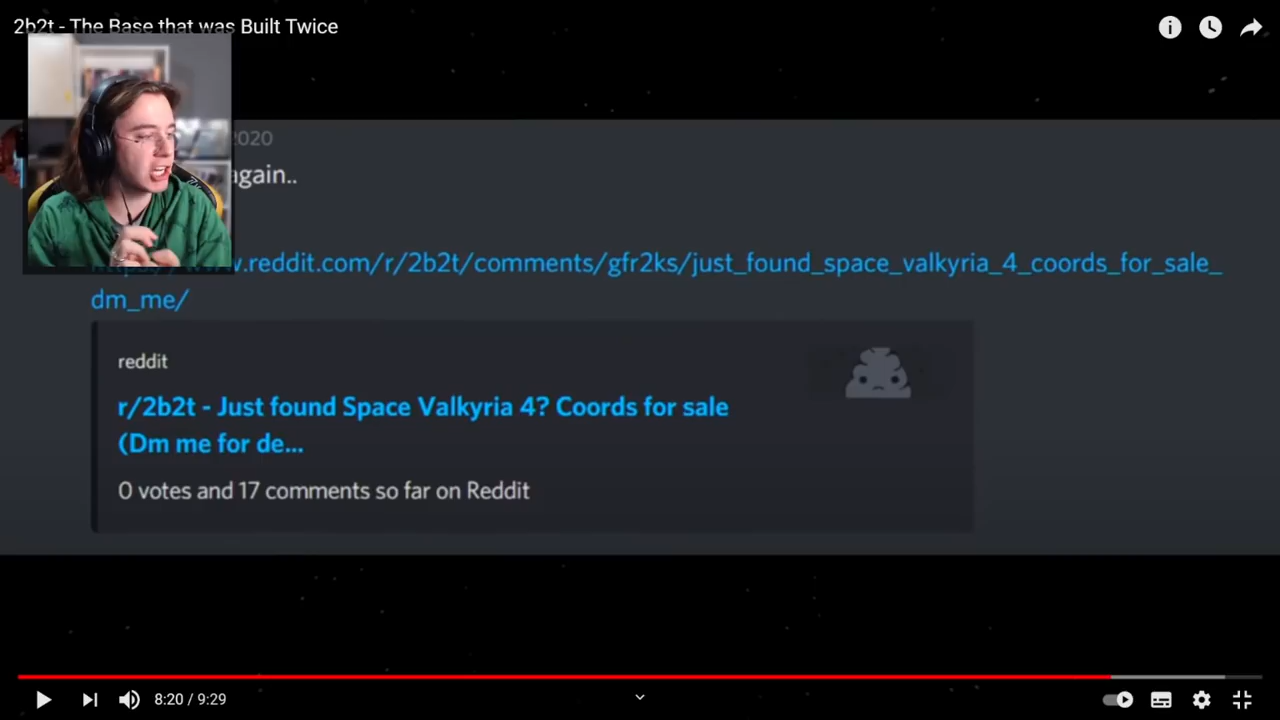 2b2t - The Base that was Built Twice
2020
again..
www.reddit.com/r/2b2t/comments/gfr2ks/just_found_space_valkyria_4_coords_for_sale_
dm_me/
reddit
r/2b2t - Just found Space Valkyria 4? Coords for sale
(Dm me for de...
0 votes and 17 comments so far on Reddit
8:20 / 9:29